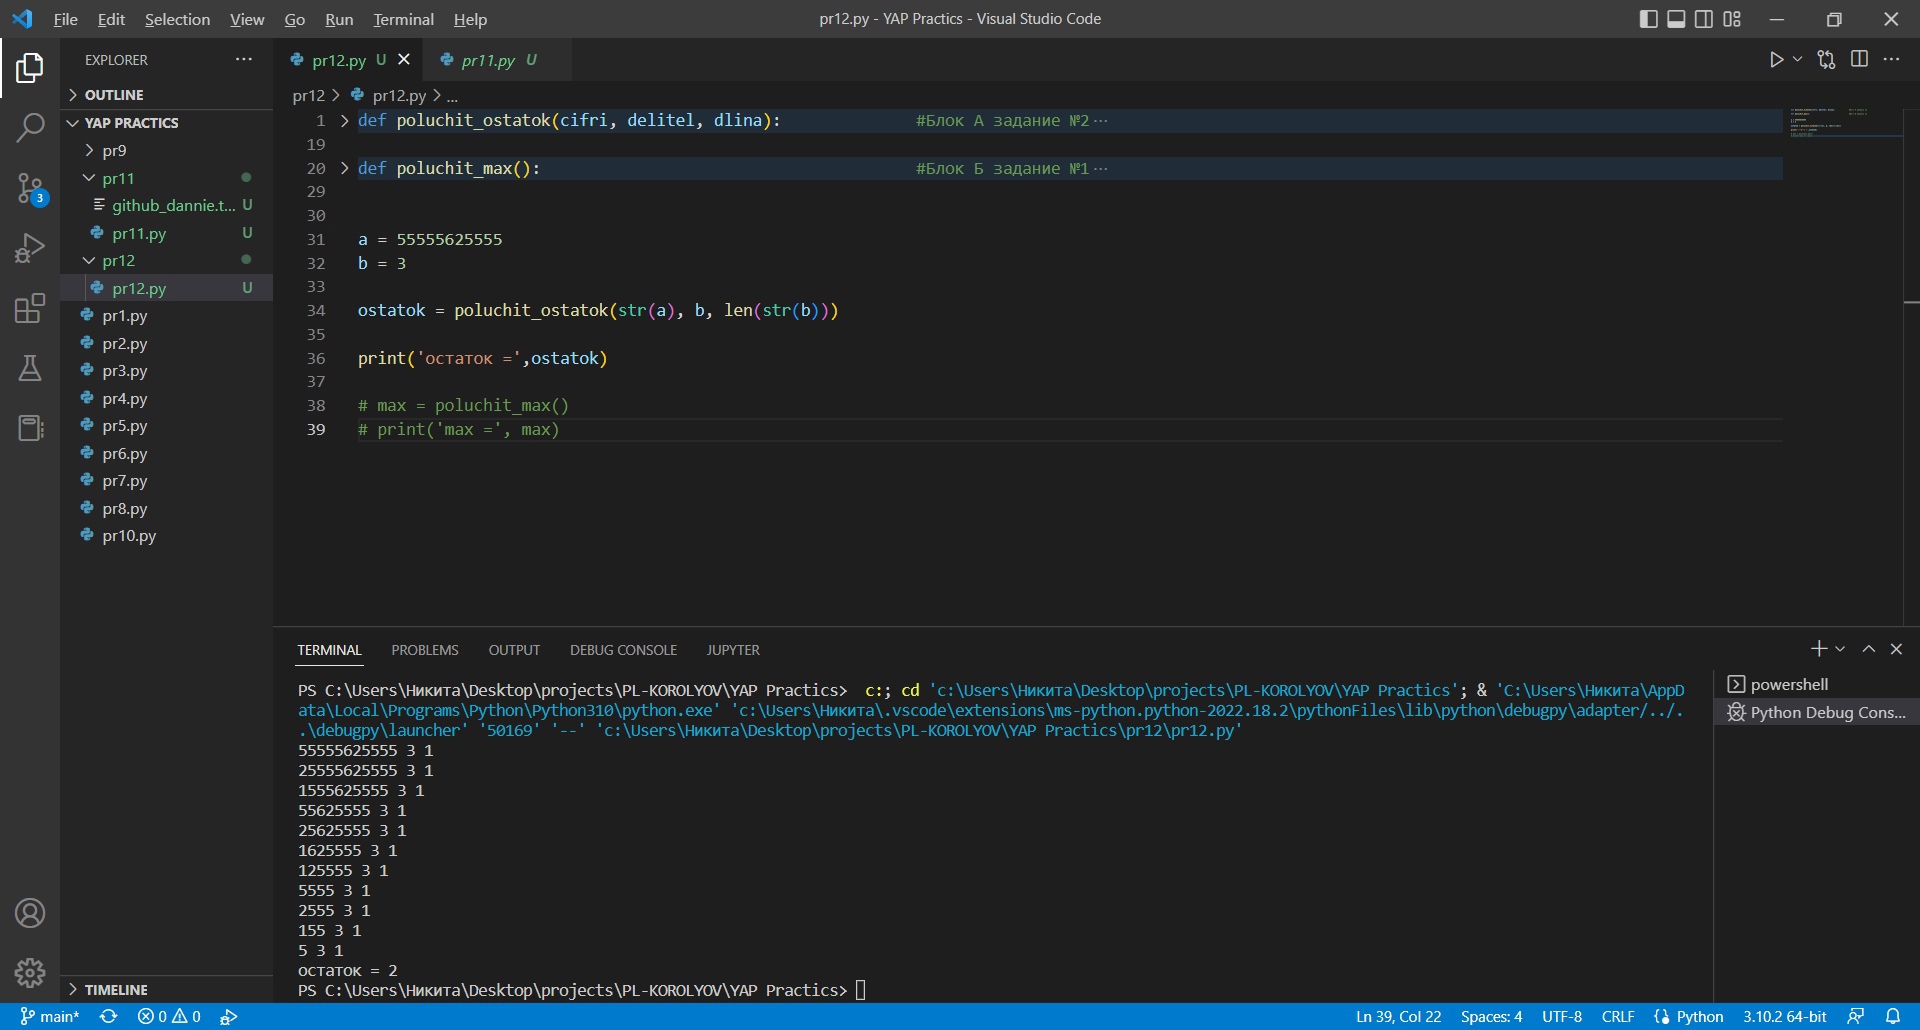 File Edit Selection View Go Run Terminal Help
pr12.py - YAP Practics - Visual Studio Code
EXPLORER
OUTLINE
YAP PRACTICS
pr9
pr11
github_dannie.t... U
pr11.py U
pr12
pr12.py U
pr1.py
pr2.py
pr3.py
pr4.py
pr5.py
pr6.py
pr7.py
pr8.py
pr10.py
TIMELINE
3
pr12.py U
pr11.py U
pr12 > pr12.py > ...
1 def poluchit_ostatok(cifri, delitel, dlina): #Блок А задание №2 ...
19
20 def poluchit_max(): #Блок Б задание №1 ...
29
30
31 a = 55555625555
32 b = 3
33
34 ostatok = poluchit_ostatok(str(a), b, len(str(b)))
35
36 print('остаток =',ostatok)
37
38 # max = poluchit_max()
39 # print('max =', max)
TERMINAL PROBLEMS OUTPUT DEBUG CONSOLE JUPYTER
PS C:\Users\Никита\Desktop\projects\PL-KOROLYOV\YAP Practics> c:; cd 'c:\Users\Никита\Desktop\projects\PL-KOROLYOV\YAP Practics'; & 'C:\Users\Никита\AppD
ata\Local\Programs\Python\Python310\python.exe' 'c:\Users\Никита\.vscode\extensions\ms-python.python-2022.18.2\pythonFiles\lib\python\debugpy\adapter/../.
.\debugpy\launcher' '50169' '--' 'c:\Users\Никита\Desktop\projects\PL-KOROLYOV\YAP Practics\pr12\pr12.py'
55555625555 3 1
25555625555 3 1
1555625555 3 1
55625555 3 1
25625555 3 1
1625555 3 1
125555 3 1
5555 3 1
2555 3 1
155 3 1
5 3 1
остаток = 2
PS C:\Users\Никита\Desktop\projects\PL-KOROLYOV\YAP Practics>
powershell
Python Debug Cons...
main* 0 0
Ln 39, Col 22 Spaces: 4 UTF-8 CRLF Python 3.10.2 64-bit